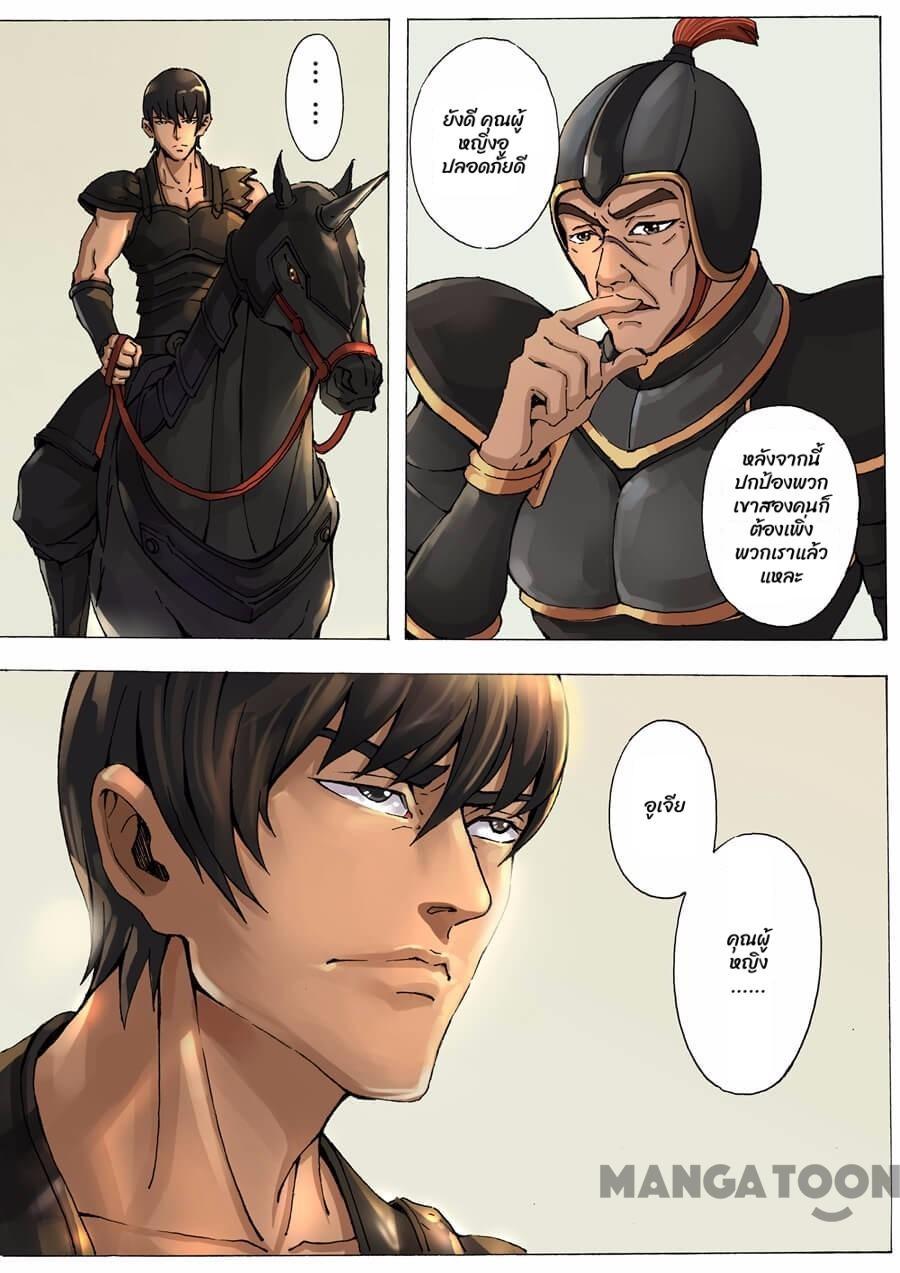 ... ...
ยังดี คุณผู้
หญิงอู
ปลอดภัยดี
หลังจากนี้
ปกป้องพวก
เขาสองคนก็
ต้องเพิ่ง
พวกเราแล้ว
แหละ
อูเจีย
คุณผู้
หญิง
......
MANGATOON